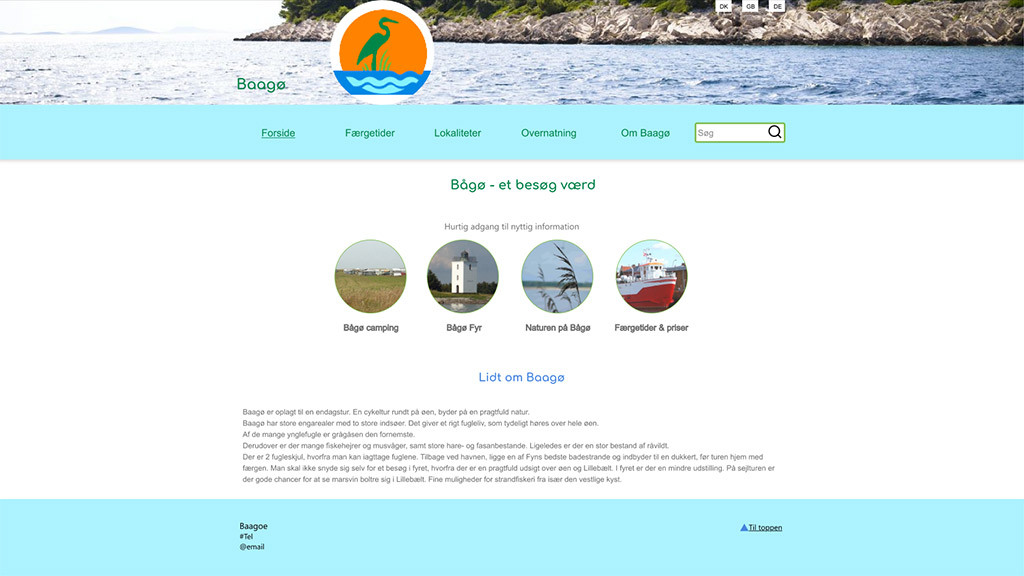 DK GB DE
Baagø
Forside Færgetider Lokaliteter Overnatning Om Baagø Søg
Bågø - et besøg værd
Hurtig adgang til nyttig information
Bågø camping Bågø Fyr Naturen på Bågø Færgetider & priser
Lidt om Baagø
Baagø er oplagt til en endagstur. En cykeltur rundt på øen, byder på en pragtfuld natur.
Baagø har store engarealer med to store indsøer. Det giver et rigt fugleliv, som tydeligt høres over hele øen.
Af de mange ynglefugle er grågåsen den fornemste.
Derudover er der mange fiskehejrer og musvåger, samt store hare- og fasanbestande. Ligeledes er der en stor bestand af råvildt.
Der er 2 fugleskjul, hvorfra man kan iagttage fuglene. Tilbage ved havnen, ligge en af Fyns bedste badestrande og indbyder til en dukkert, før turen hjem med
færgen. Man skal ikke snyde sig selv for et besøg i fyret, hvorfra der er en pragtfuld udsigt over øen og Lillebælt. I fyret er der en mindre udstilling. På sejlturen er
der gode chancer for at se marsvin boltre sig i Lillebælt. Fine muligheder for strandfiskeri fra især den vestlige kyst.
Baagoe
#Tel
@email
Til toppen